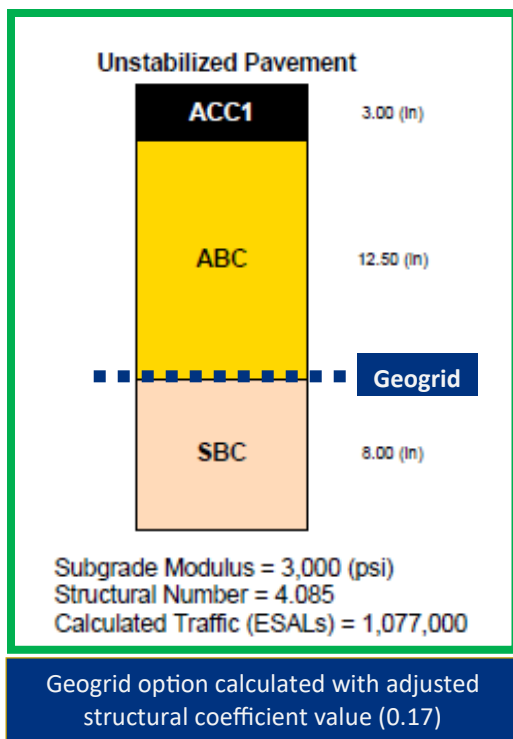 Unstabilized Pavement
ACC1
3.00 (in)
ABC
12.50 (in)
Geogrid
SBC
8.00 (in)
Subgrade Modulus = 3,000 (psi)
Structural Number = 4.085
Calculated Traffic (ESALs) = 1,077,000
Geogrid option calculated with adjusted
structural coefficient value (0.17)